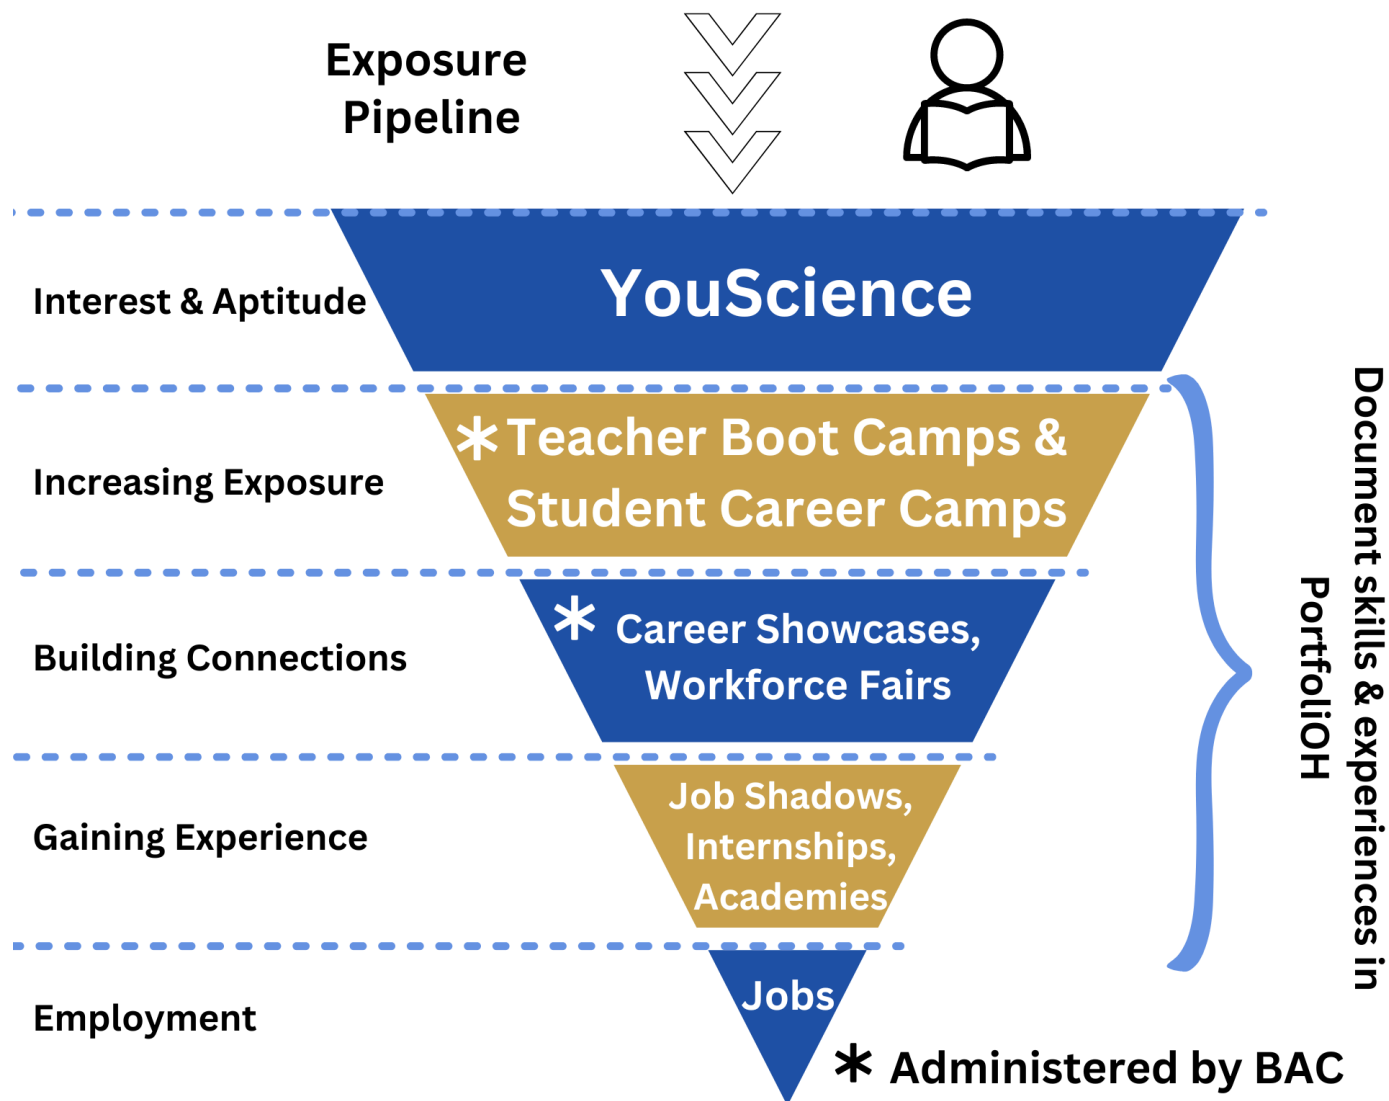 Exposure
Pipeline
Interest & Aptitude
YouScience
Increasing Exposure
* Teacher Boot Camps &
Student Career Camps
Building Connections
* Career Showcases,
Workforce Fairs
Gaining Experience
Job Shadows,
Internships,
Academies
Employment
Jobs
Document skills & experiences in
PortfoliOH
* Administered by BAC